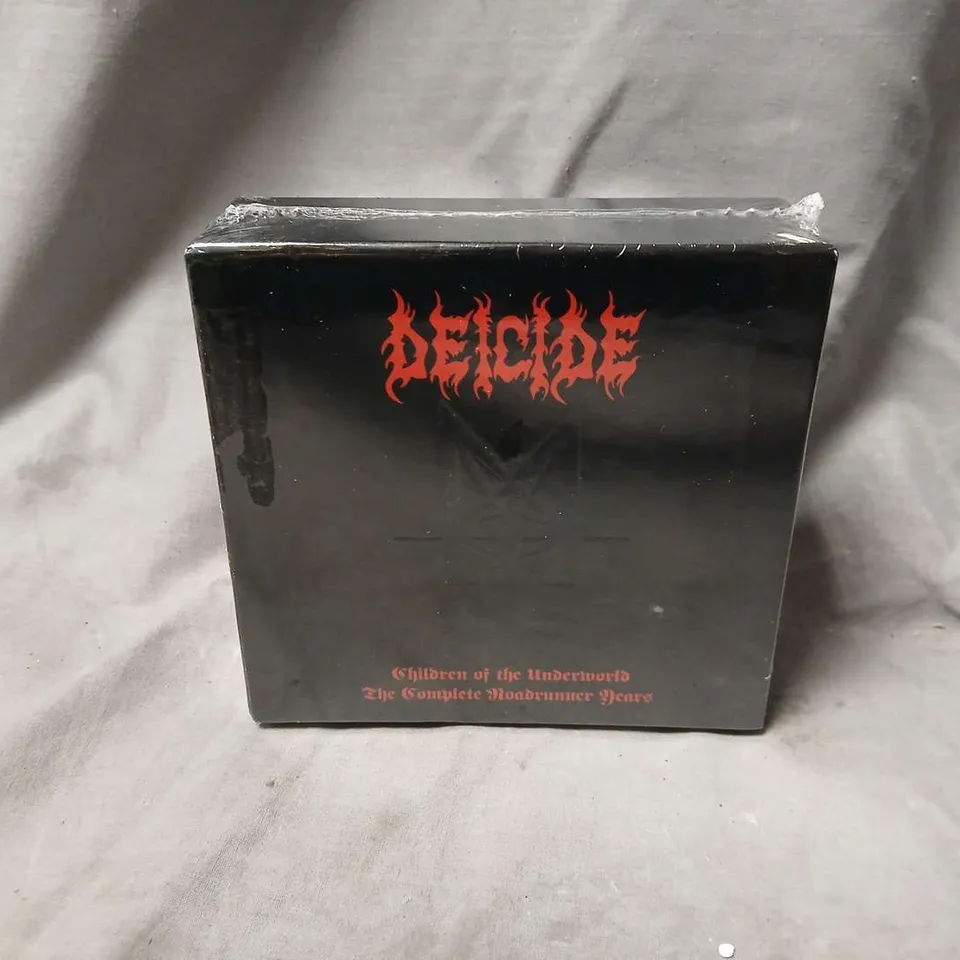 DEICIDE
Children of the Underworld
The Complete Roadrunner Years